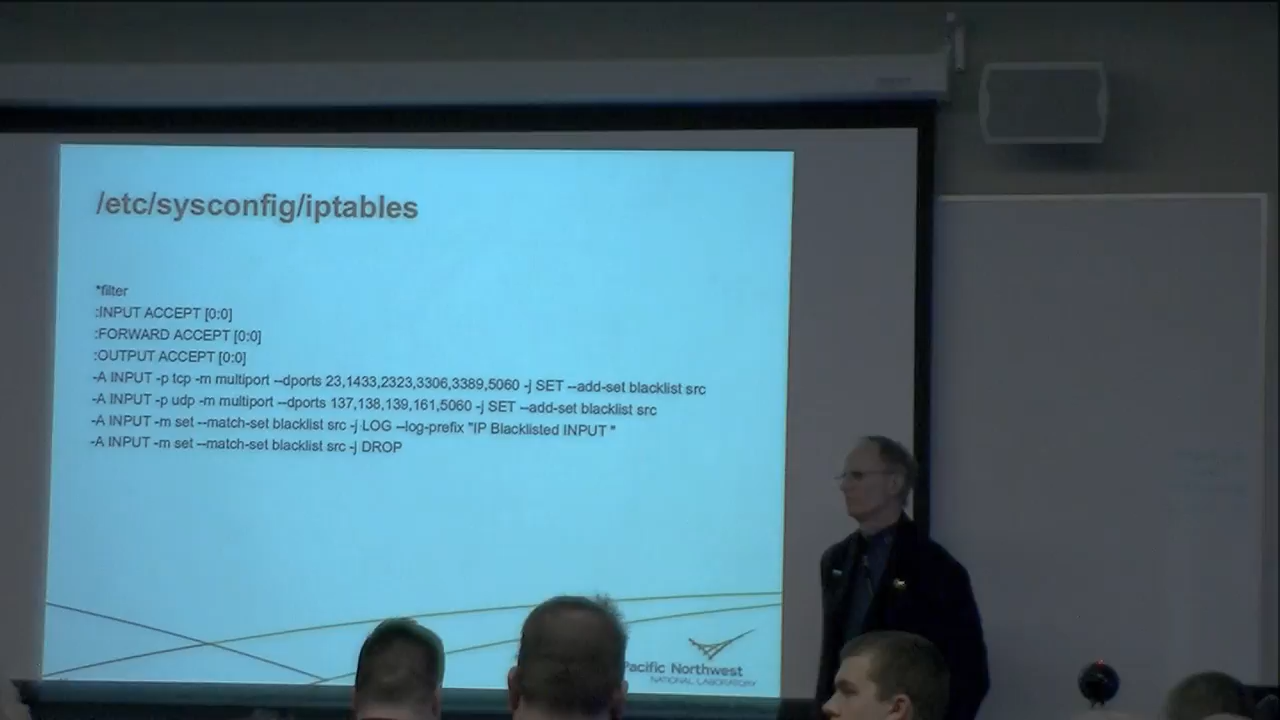 /etc/sysconfig/iptables
*filter
:INPUT ACCEPT [0:0]
:FORWARD ACCEPT [0:0]
:OUTPUT ACCEPT [0:0]
-A INPUT -p tcp -m multiport --dports 23,1433,2323,3306,3389,5060 -j SET --add-set blacklist src
-A INPUT -p udp -m multiport --dports 137,138,139,161,5060 -j SET --add-set blacklist src
-A INPUT -m set --match-set blacklist src -j LOG --log-prefix "IP Blacklisted INPUT "
-A INPUT -m set --match-set blacklist src -j DROP
Pacific Northwest
NATIONAL LABORATORY